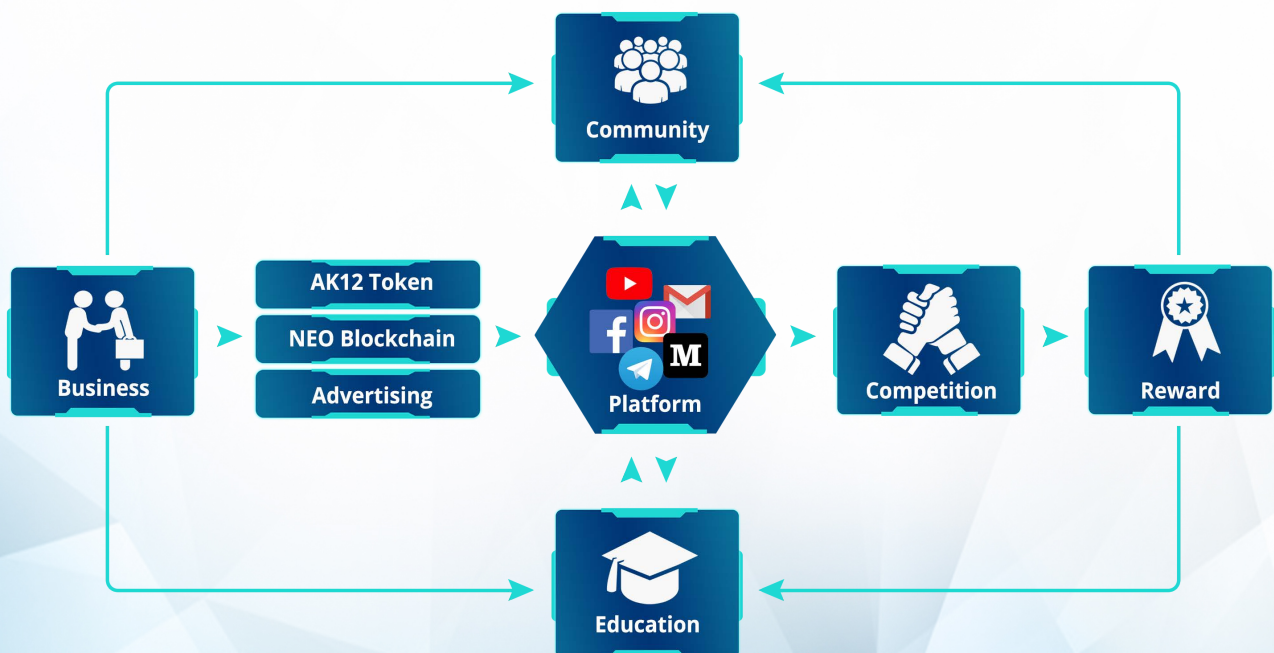 Community
Business
AK12 Token
NEO Blockchain
Advertising
f
M
Platform
Competition
Reward
Education